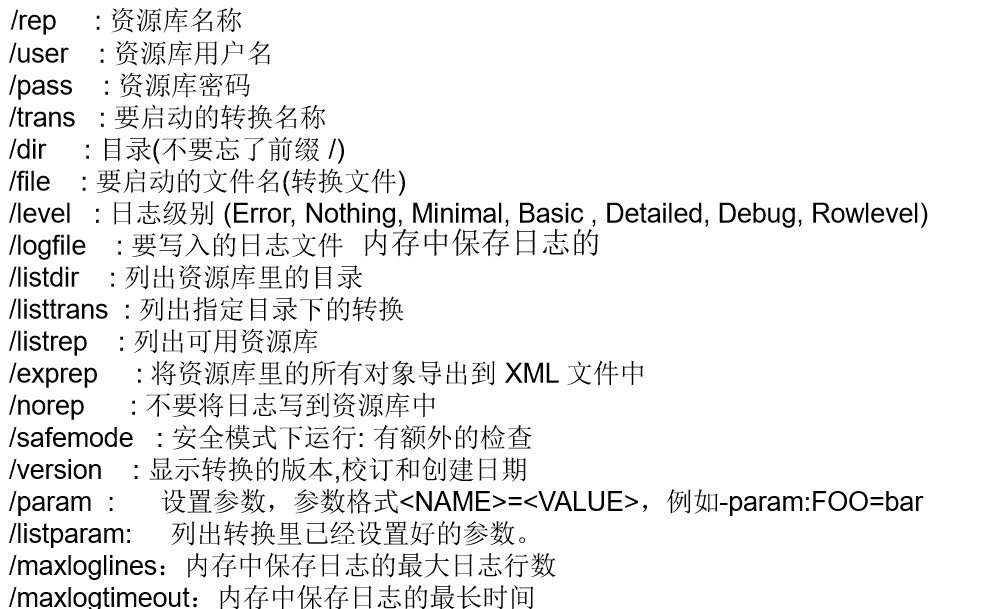 /rep : 资源库名称
/user : 资源库用户名
/pass : 资源库密码
/trans : 要启动的转换名称
/dir : 目录(不要忘了前缀 /)
/file : 要启动的文件名(转换文件)
/level : 日志级别 (Error, Nothing, Minimal, Basic , Detailed, Debug, Rowlevel)
/logfile : 要写入的日志文件 内存中保存日志的
/listdir : 列出资源库里的目录
/listtrans : 列出指定目录下的转换
/listrep : 列出可用资源库
/exprep : 将资源库里的所有对象导出到 XML 文件中
/norep : 不要将日志写到资源库中
/safemode : 安全模式下运行: 有额外的检查
/version : 显示转换的版本,校订和创建日期
/param : 设置参数，参数格式<NAME>=<VALUE>，例如-param:FOO=bar
/listparam: 列出转换里已经设置好的参数。
/maxloglines：内存中保存日志的最大日志行数
/maxlogtimeout：内存中保存日志的最长时间